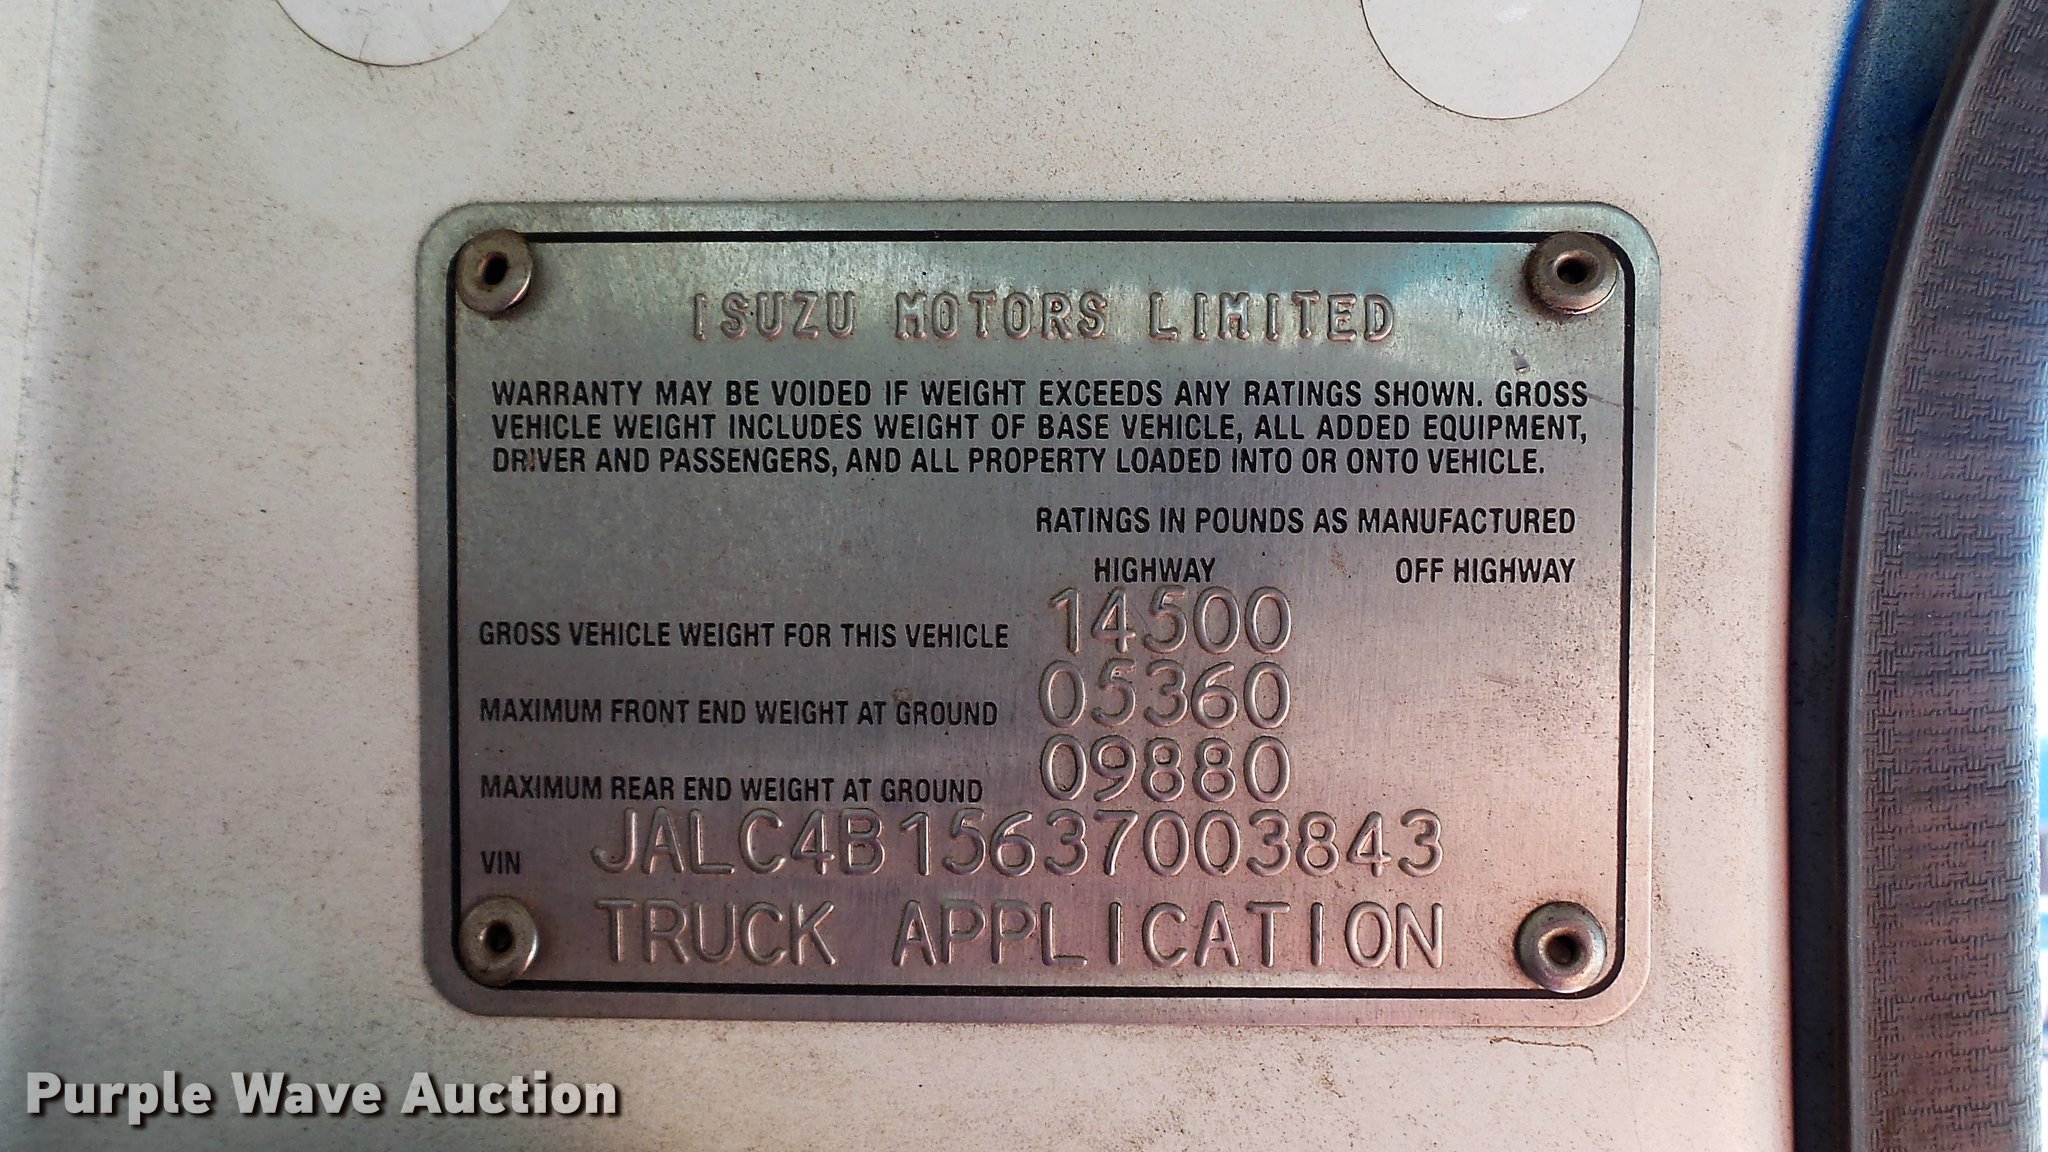 ISUZU MOTORS LIMITED
WARRANTY MAY BE VOIDED IF WEIGHT EXCEEDS ANY RATINGS SHOWN. GROSS
VEHICLE WEIGHT INCLUDES WEIGHT OF BASE VEHICLE, ALL ADDED EQUIPMENT,
DRIVER AND PASSENGERS, AND ALL PROPERTY LOADED INTO OR ONTO VEHICLE.
RATINGS IN POUNDS AS MANUFACTURED
HIGHWAY OFF HIGHWAY
GROSS VEHICLE WEIGHT FOR THIS VEHICLE 14500
MAXIMUM FRONT END WEIGHT AT GROUND 05360
MAXIMUM REAR END WEIGHT AT GROUND 09880
VIN JALC4B15637003843
TRUCK APPLICATION
Purple Wave Auction